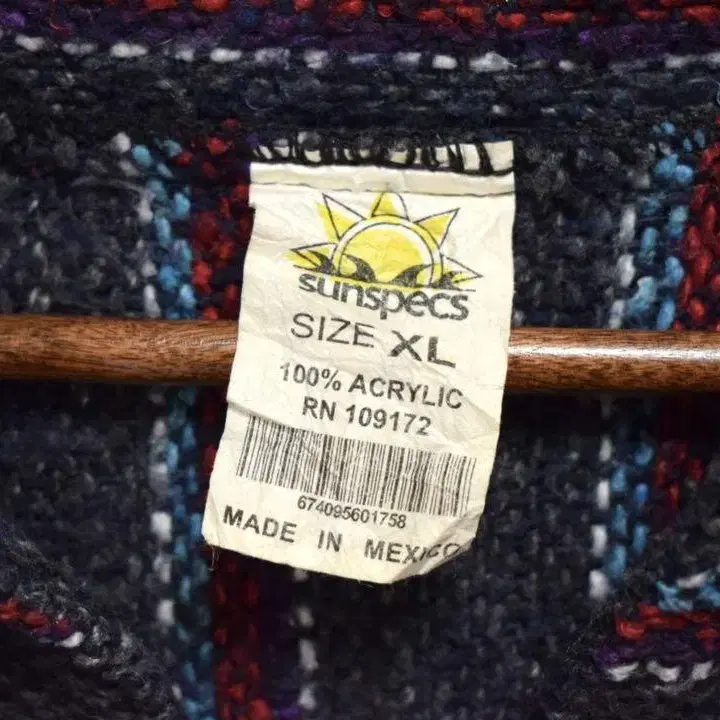 sunspecs
SIZE XL
100% ACRYLIC
RN 109172
674095601758
MADE IN MEXICO